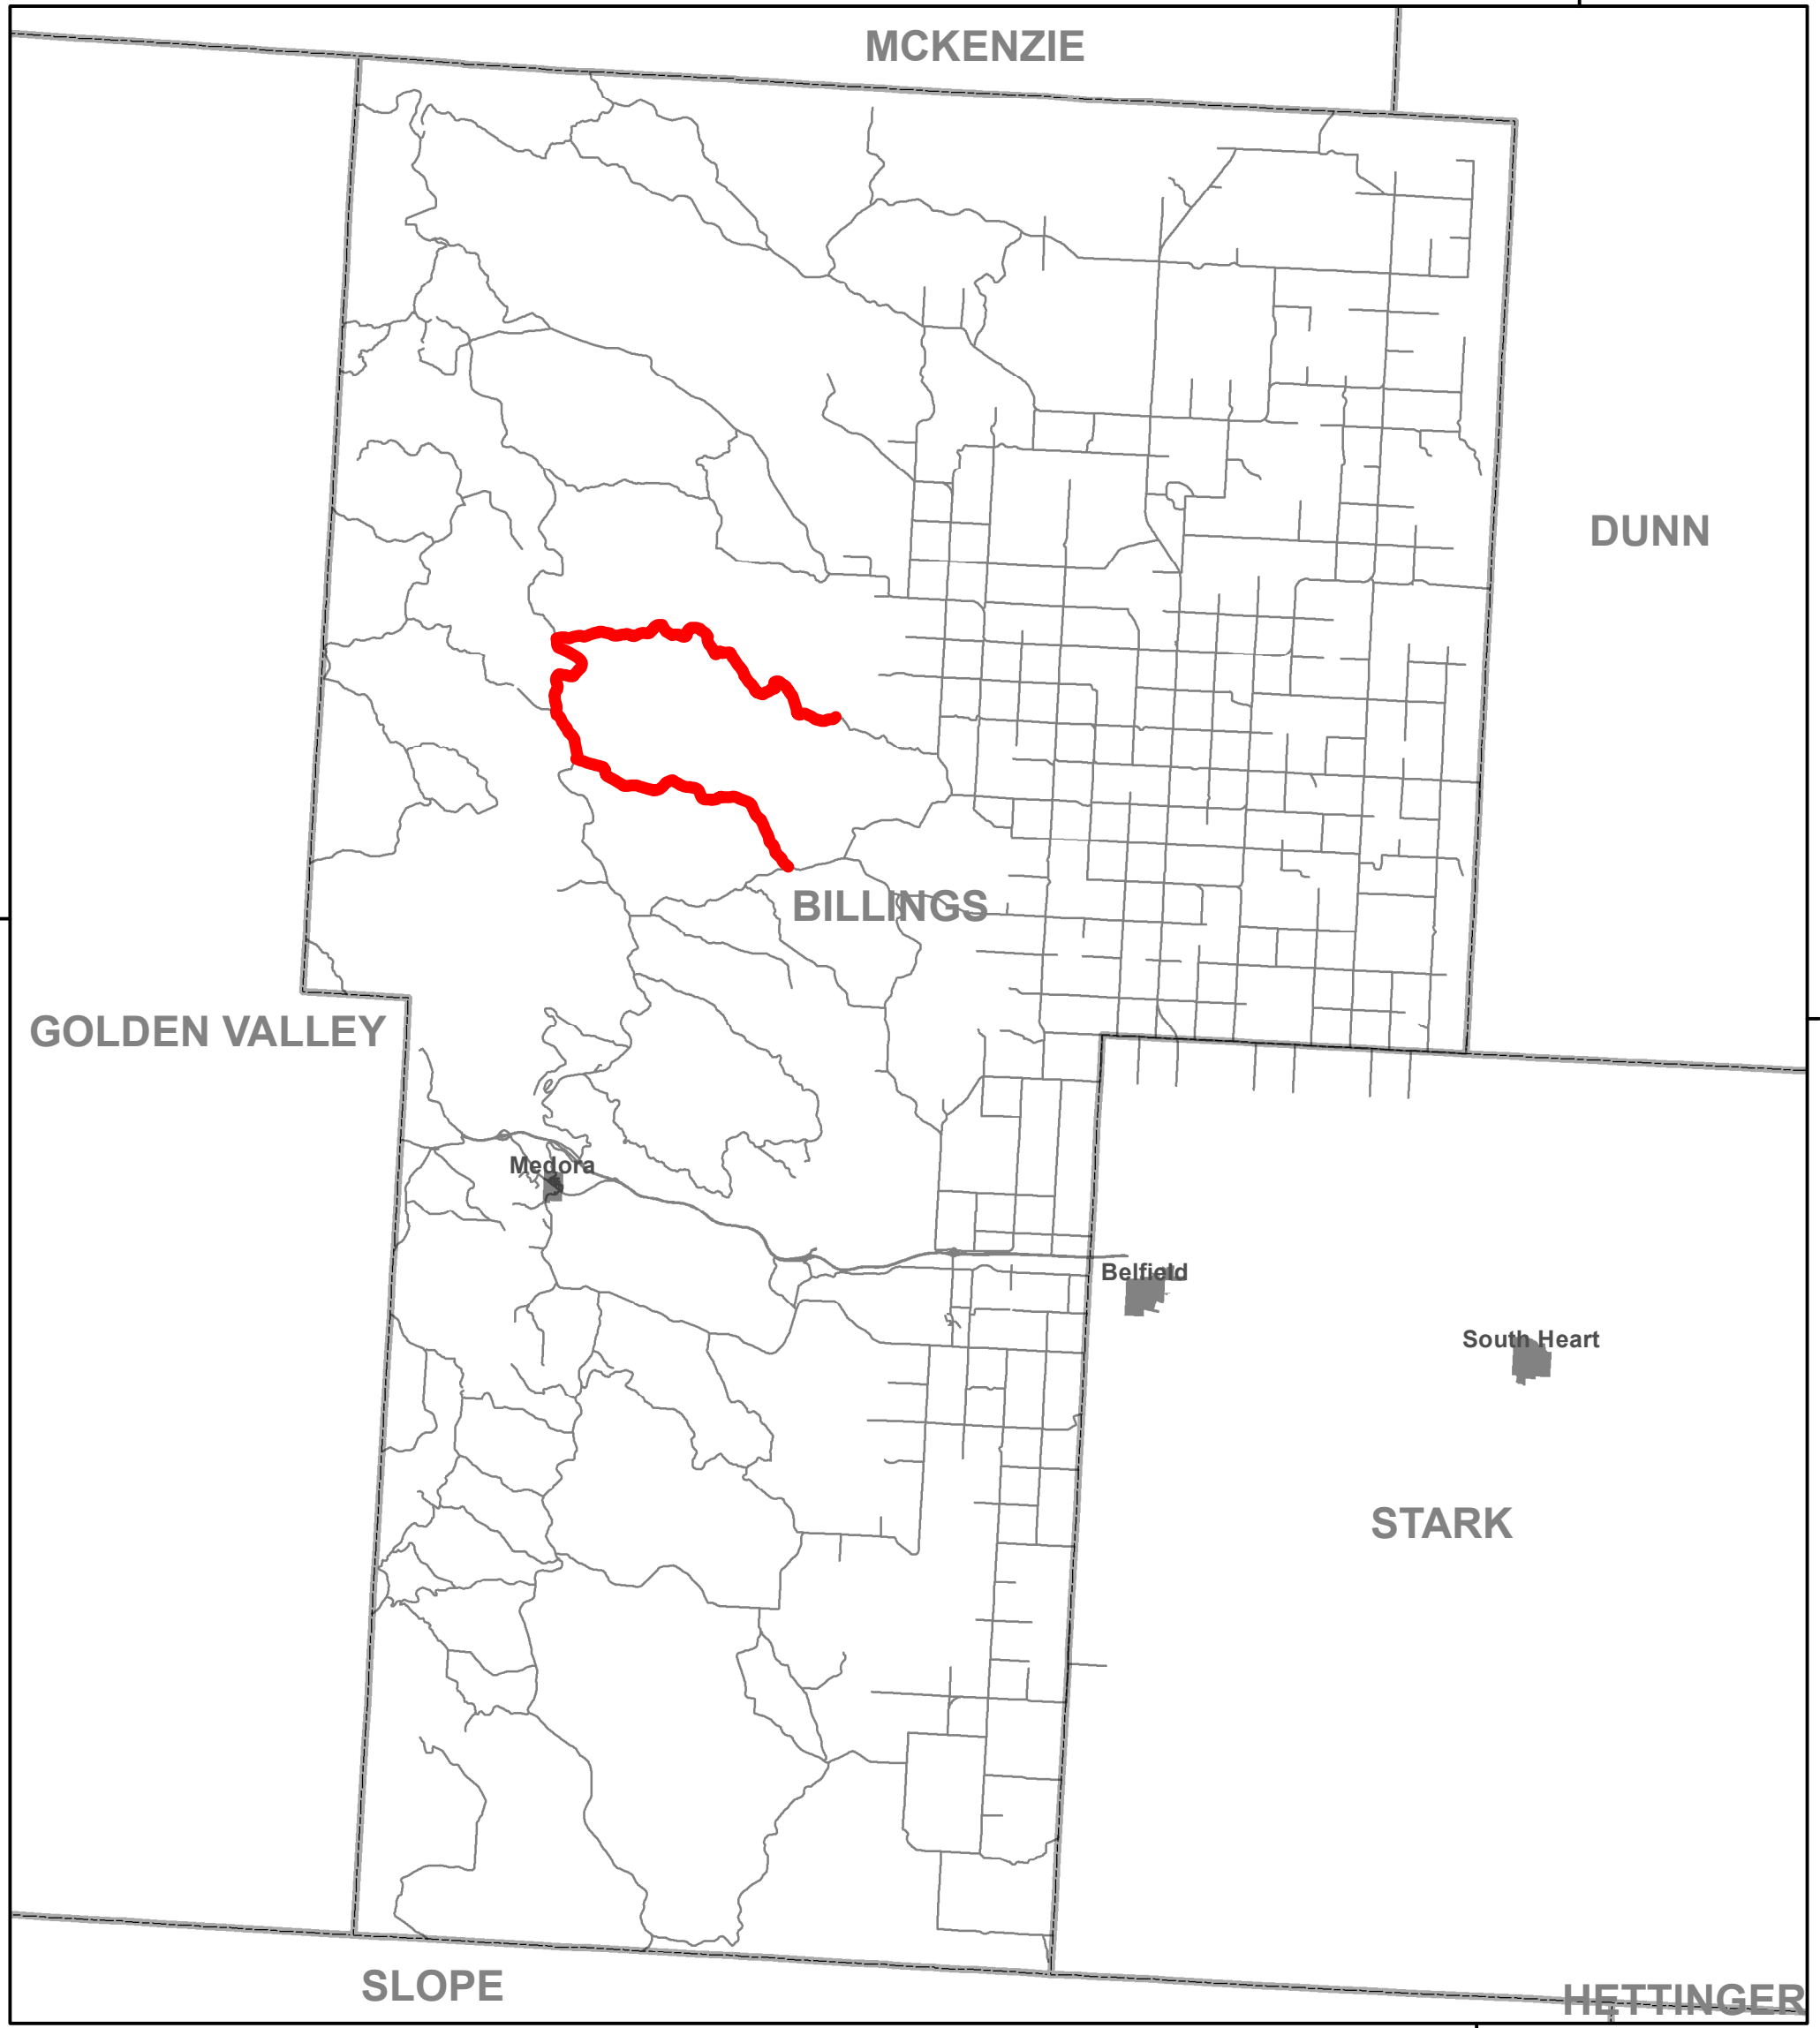 MCKENZIE
DUNN
BILLINGS
GOLDEN VALLEY
Medora
Belfield
South Heart
STARK
SLOPE
HETTINGER